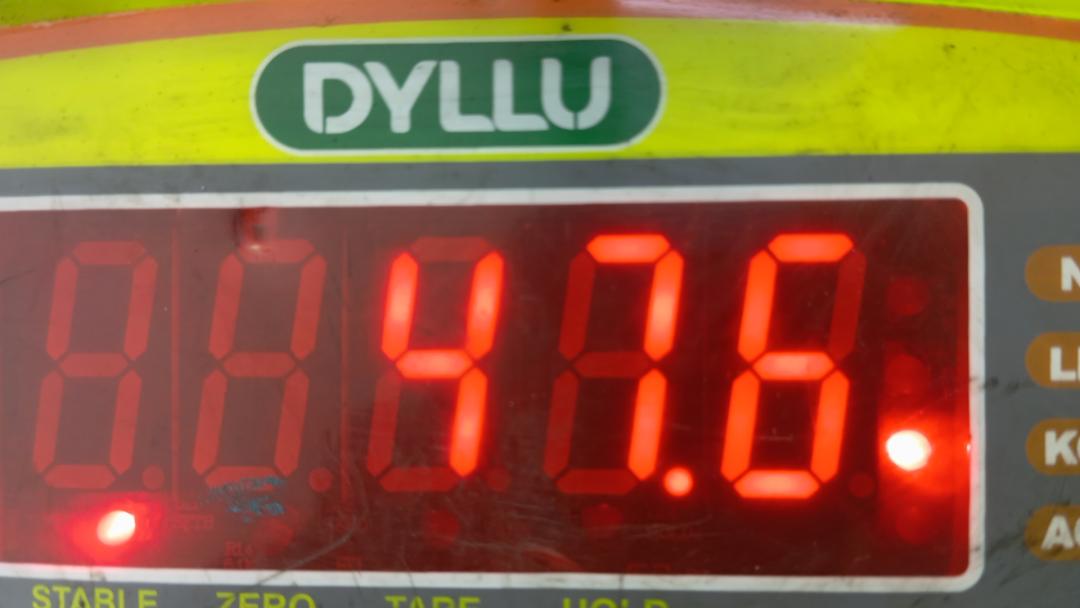 DYLLU
47.6
STABLE ZERO TARE HOLD